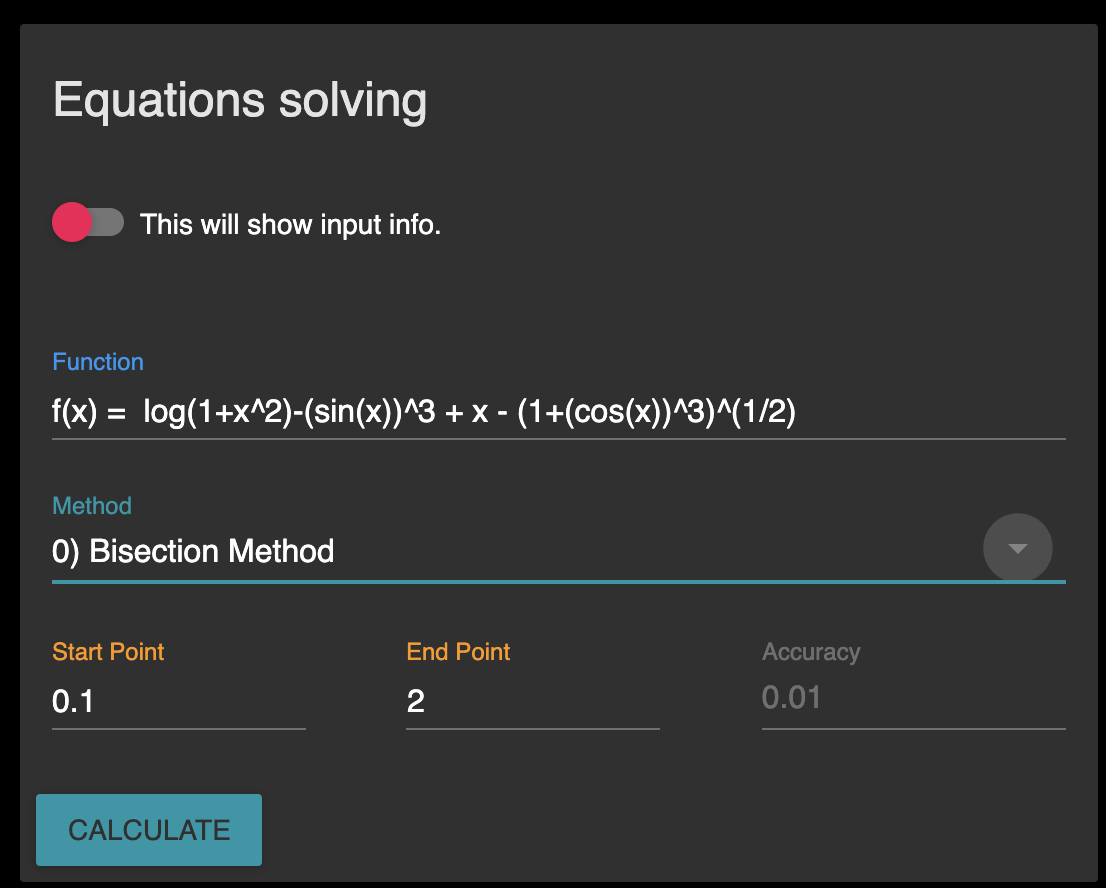 Equations solving
This will show input info.
Function
f(x) = log(1+x^2)-(sin(x))^3 + x - (1+(cos(x))^3)^(1/2)
Method
0) Bisection Method
Start Point End Point Accuracy
0.1 2 0.01
CALCULATE